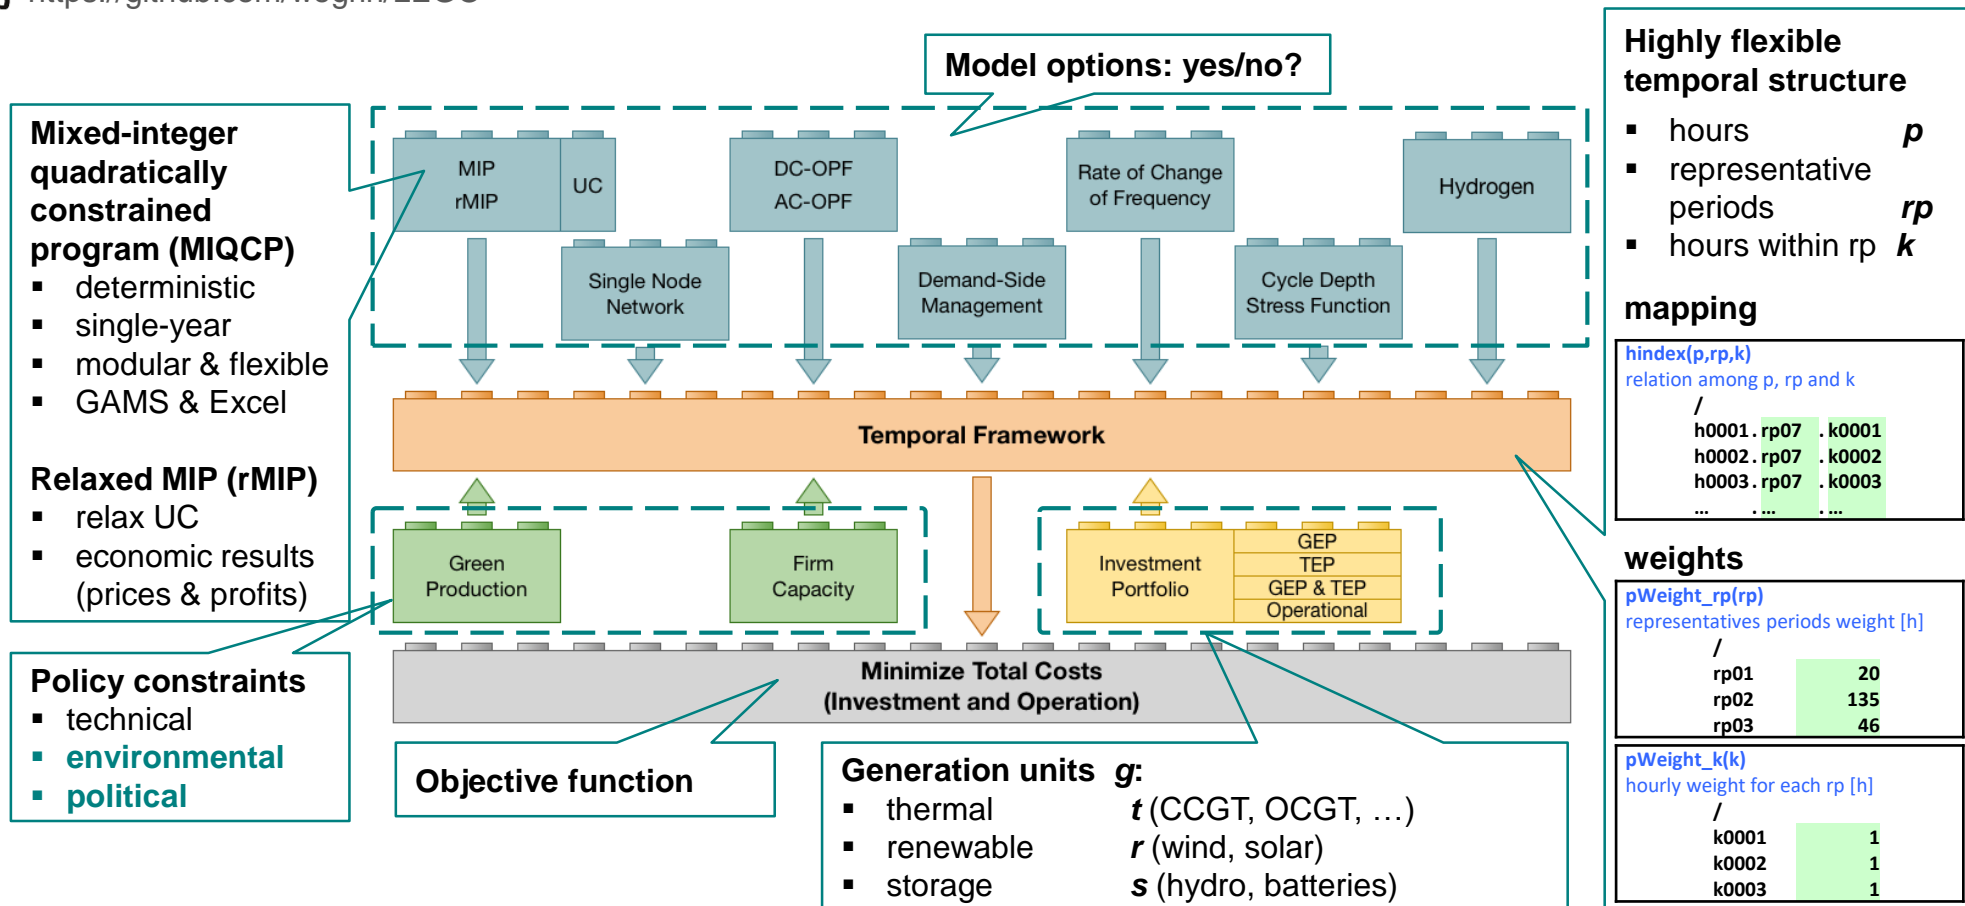 Model options: yes/no?
Mixed-integer
quadratically
constrained
program (MIQCP)
▪ deterministic
▪ single-year
▪ modular & flexible
▪ GAMS & Excel
Relaxed MIP (rMIP)
▪ relax UC
▪ economic results
(prices & profits)
Policy constraints
▪ technical
▪ environmental
▪ political
MIP
rMIP
UC
DC-OPF
AC-OPF
Rate of Change
of Frequency
Hydrogen
Single Node
Network
Demand-Side
Management
Cycle Depth
Stress Function
Temporal Framework
Green
Production
Firm
Capacity
Investment
Portfolio
GEP
TEP
GEP & TEP
Operational
Minimize Total Costs
(Investment and Operation)
Objective function
Generation units g:
▪ thermal t (CCGT, OCGT, …)
▪ renewable r (wind, solar)
▪ storage s (hydro, batteries)
Highly flexible
temporal structure
▪ hours p
▪ representative
periods rp
▪ hours within rp k
mapping
hindex(p,rp,k)
relation among p, rp and k
/
h0001 . rp07 . k0001
h0002 . rp07 . k0002
h0003 . rp07 . k0003
... . ... . ...
weights
pWeight_rp(rp)
representatives periods weight [h]
/
rp01 20
rp02 135
rp03 46
pWeight_k(k)
hourly weight for each rp [h]
/
k0001 1
k0002 1
k0003 1